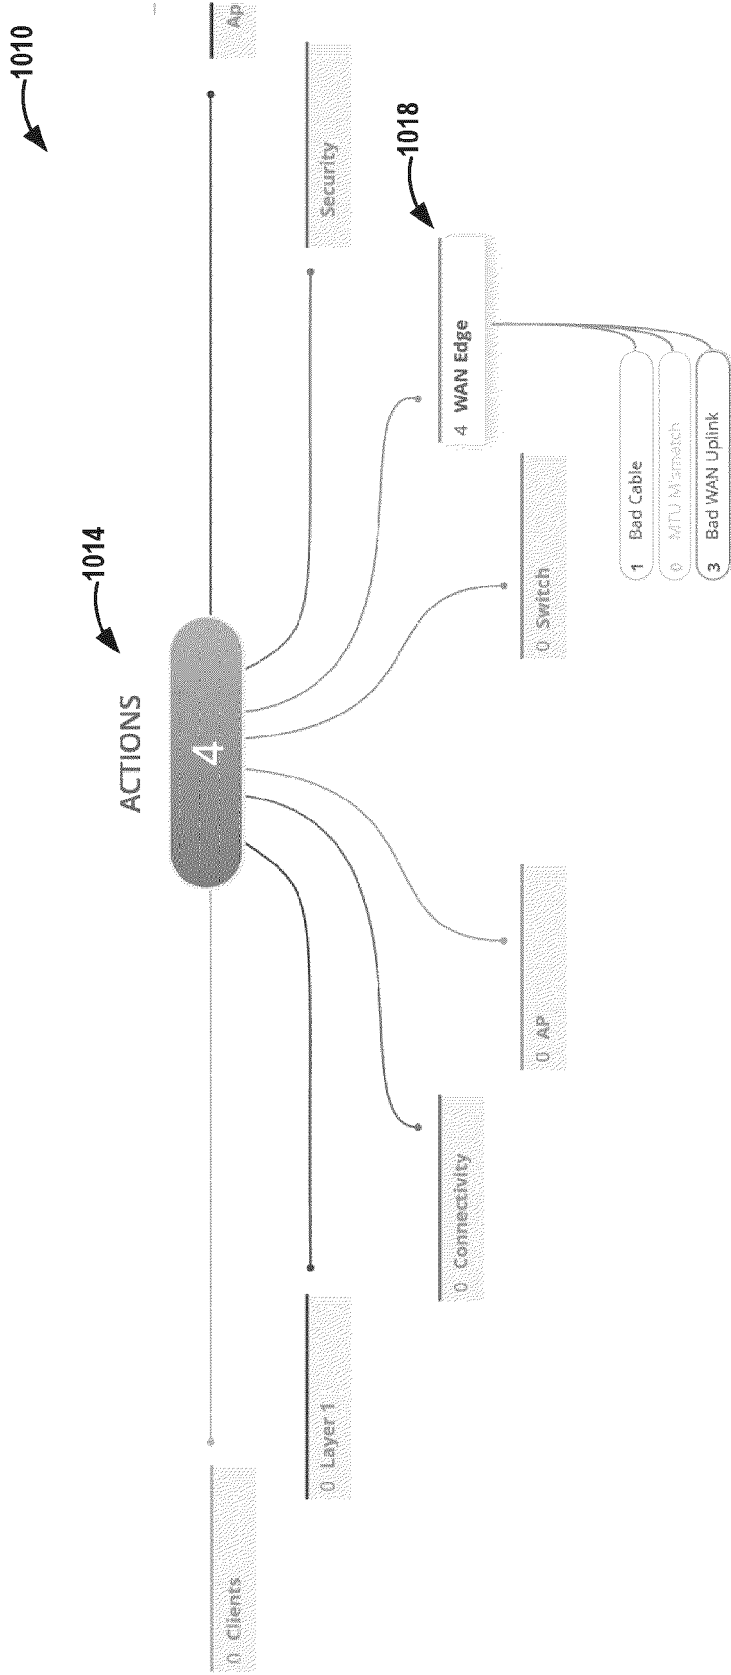 1010
1014
ACTIONS
4
0 Clients
0 Layer 1
0 Connectivity
0 AP
0 Switch
4 WAN Edge
1018
Security
Ap
1 Bad Cable
0 MTU Mismatch
3 Bad WAN Uplink